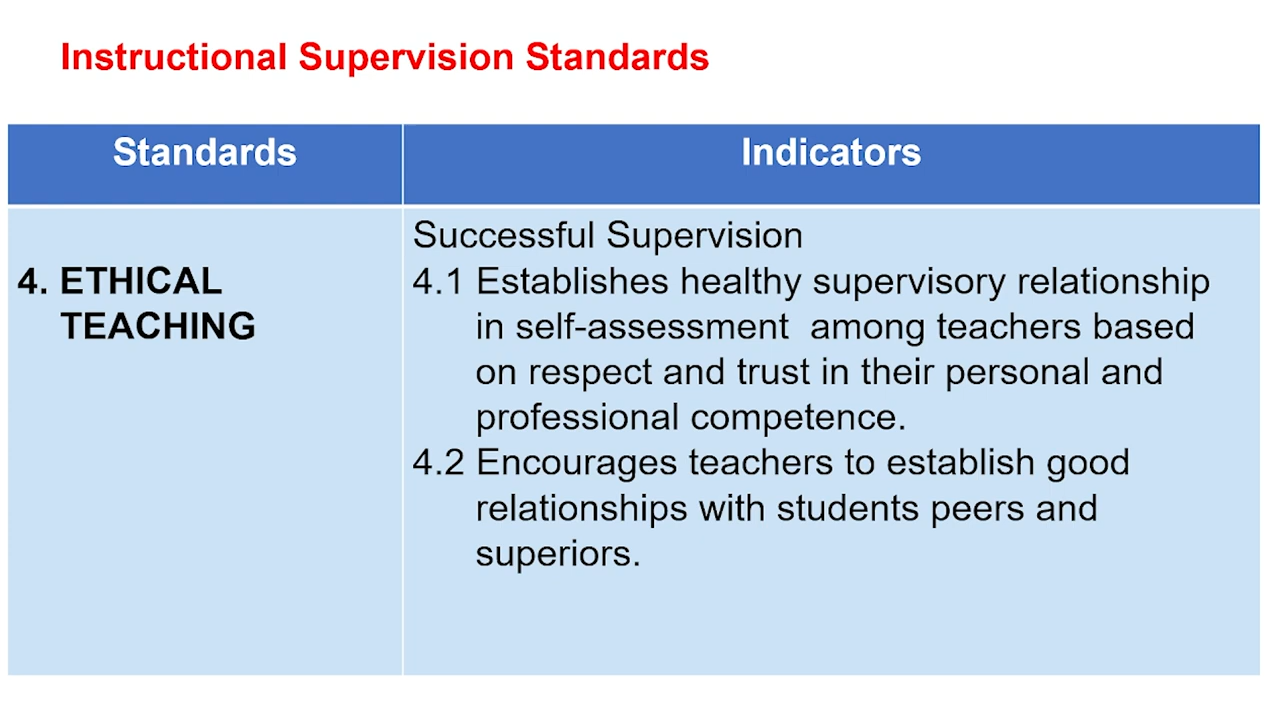 Instructional Supervision Standards
Standards
Indicators
4. ETHICAL
TEACHING
Successful Supervision
4.1 Establishes healthy supervisory relationship
in self-assessment  among teachers based
on respect and trust in their personal and
professional competence.
4.2 Encourages teachers to establish good
relationships with students peers and
superiors.